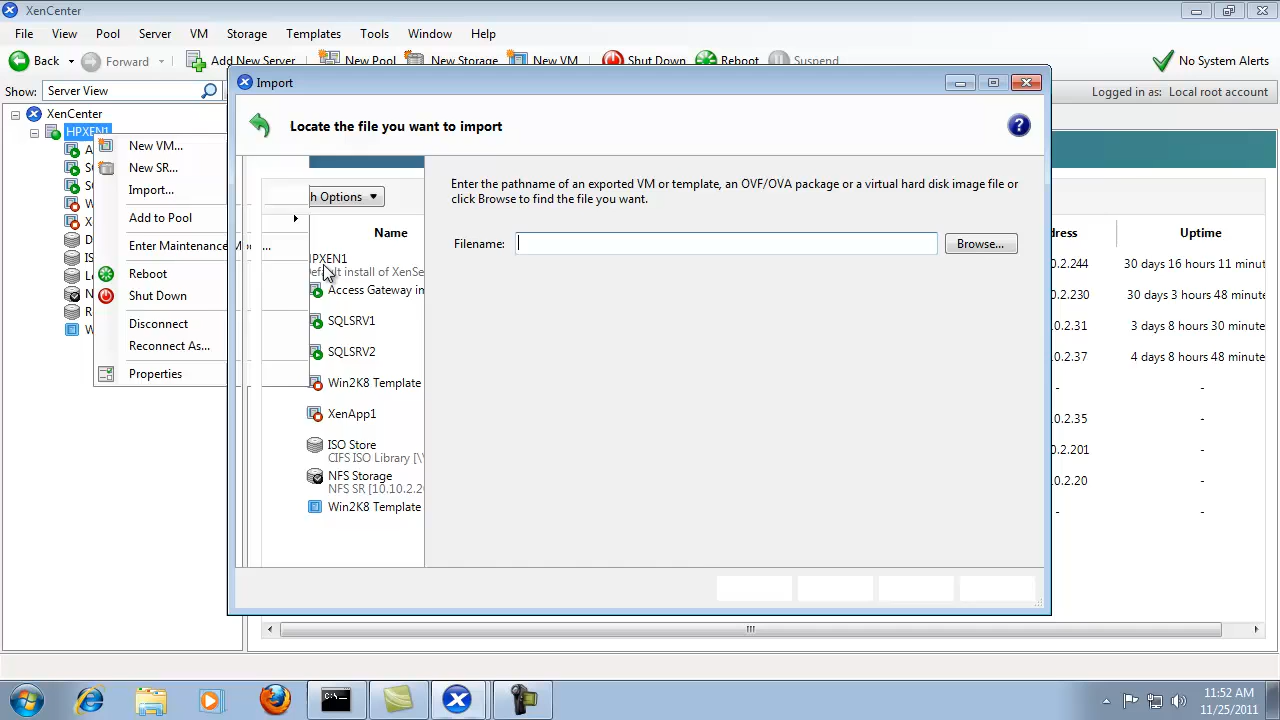 XenCenter
File View Pool Server VM Storage Templates Tools Window Help
Back Forward Add New Server New Pool New Storage New VM Shut Down Reboot Suspend No System Alerts
Show: Server View Logged in as: Local root account
Import
Locate the file you want to import
Enter the pathname of an exported VM or template, an OVF/OVA package or a virtual hard disk image file or
click Browse to find the file you want.
Filename: Browse...
XenCenter
HPXEN1
New VM...
New SR...
Import...
Add to Pool
Enter Maintenance M ...
Reboot
Shut Down
Disconnect
Reconnect As...
Properties
h Options
Name
PXEN1
efault install of XenSe
Access Gateway in
SQLSRV1
SQLSRV2
Win2K8 Template
XenApp1
ISO Store
CIFS ISO Library [\\
NFS Storage
NFS SR [10.10.2.2
Win2K8 Template
ress Uptime
0.2.244 30 days 16 hours 11 minut
0.2.230 30 days 3 hours 48 minute
0.2.31 3 days 8 hours 30 minute
0.2.37 4 days 8 hours 48 minute
- -
0.2.35 -
0.2.201 -
0.2.20 -
- -
11:52 AM
11/25/2011